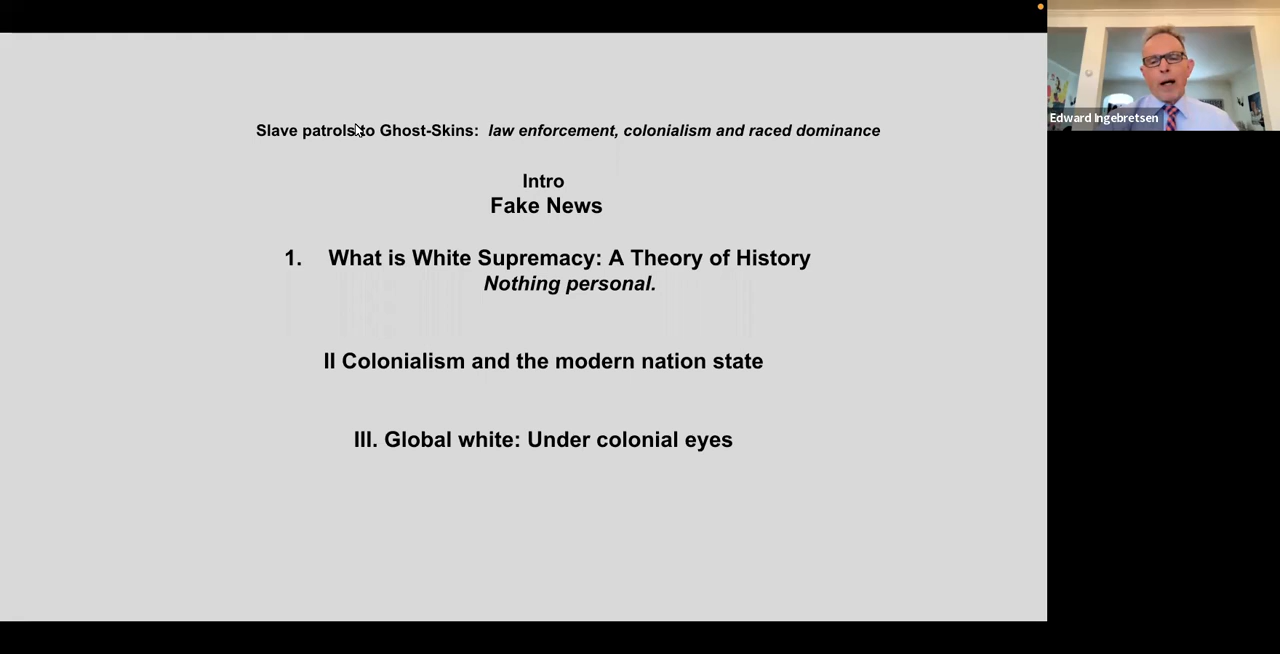 Slave patrols to Ghost-Skins: law enforcement, colonialism and raced dominance
Intro
Fake News
1. What is White Supremacy: A Theory of History
Nothing personal.
II Colonialism and the modern nation state
III. Global white: Under colonial eyes
Edward Ingebretsen